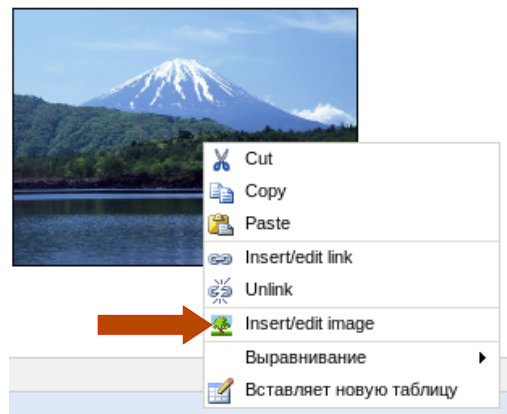 Cut
Copy
Paste
Insert/edit link
Unlink
Insert/edit image
Выравнивание
Вставляет новую таблицу